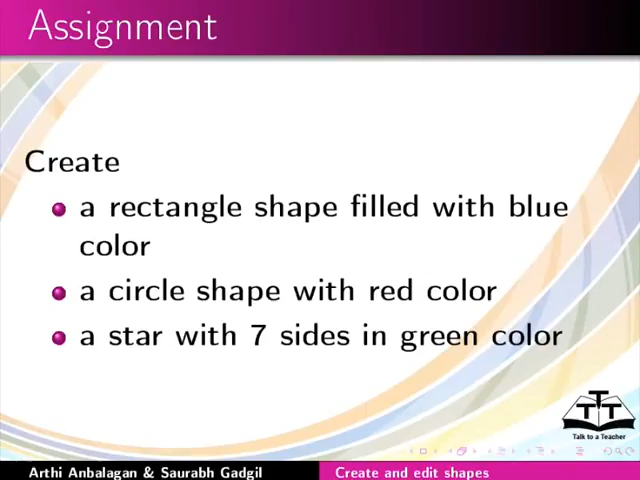 Assignment
Create
a rectangle shape filled with blue
color
a circle shape with red color
a star with 7 sides in green color
TTT
Talk to a Teacher
Arthi Anbalagan & Saurabh Gadgil
Create and edit shapes